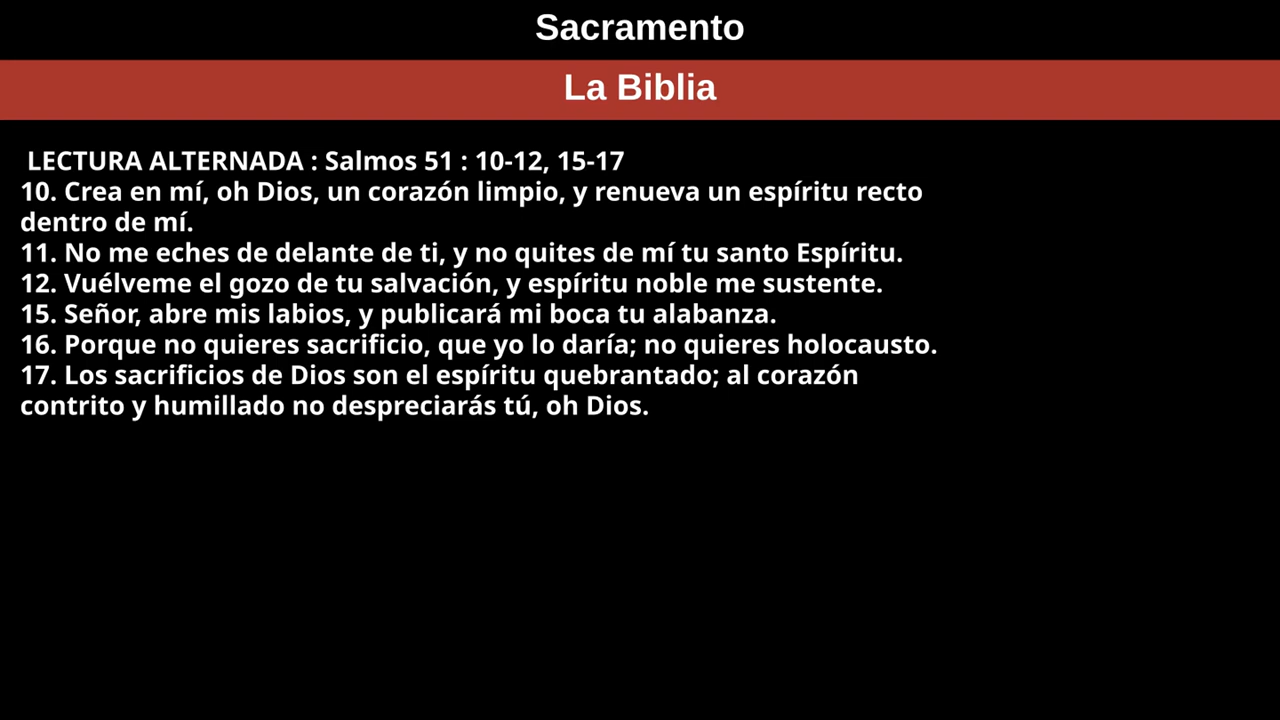 Sacramento
La Biblia
LECTURA ALTERNADA : Salmos 51 : 10-12, 15-17
10. Crea en mí, oh Dios, un corazón limpio, y renueva un espíritu recto
dentro de mí.
11. No me eches de delante de ti, y no quites de mí tu santo Espíritu.
12. Vuélveme el gozo de tu salvación, y espíritu noble me sustente.
15. Señor, abre mis labios, y publicará mi boca tu alabanza.
16. Porque no quieres sacrificio, que yo lo daría; no quieres holocausto.
17. Los sacrificios de Dios son el espíritu quebrantado; al corazón
contrito y humillado no despreciarás tú, oh Dios.